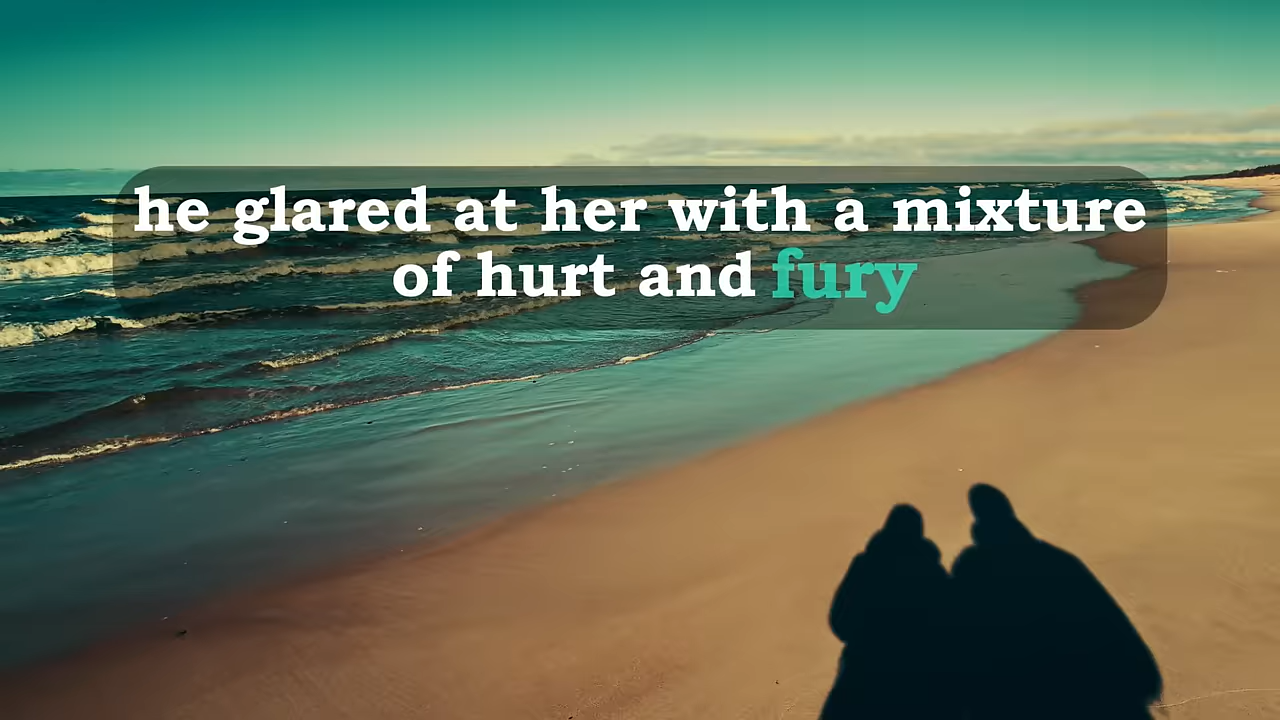 he glared at her with a mixture
of hurt and fury